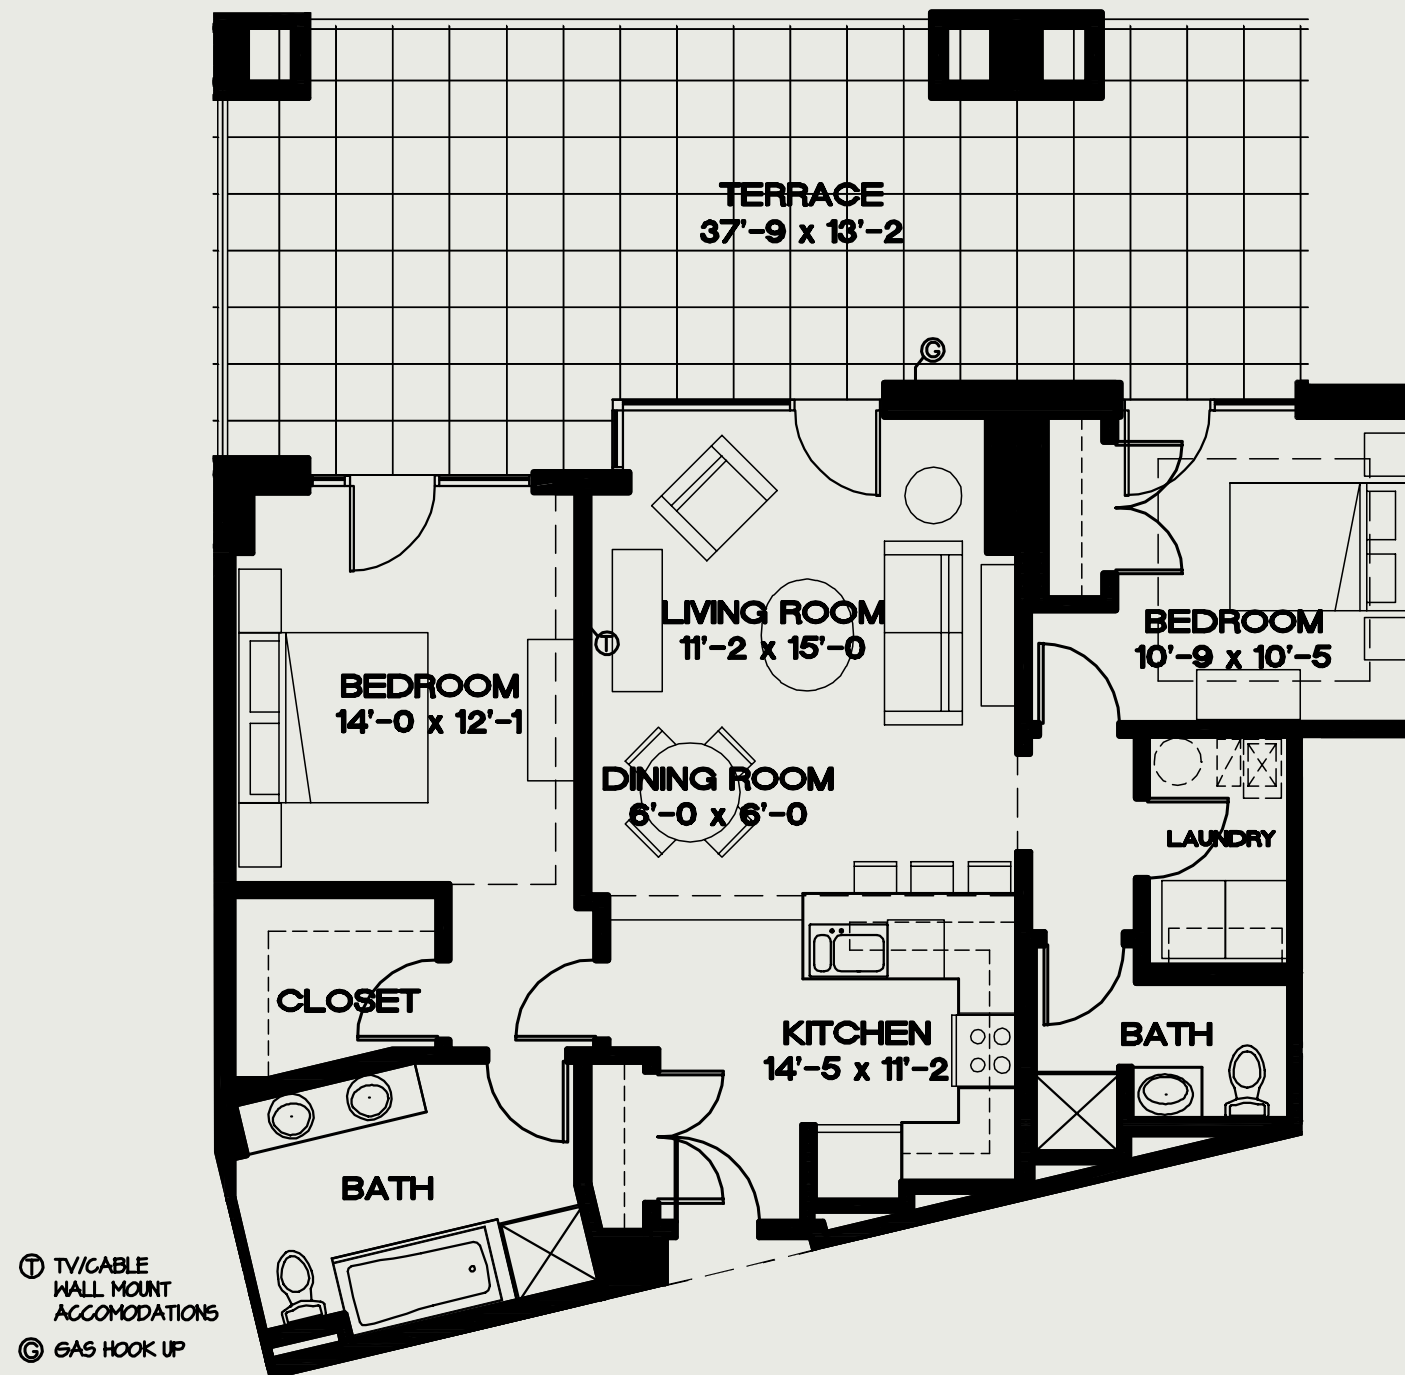 TERRACE
37'-9 x 13'-2
G
LIVING ROOM
11'-2 x 15'-0
BEDROOM
10'-9 x 10'-5
T
BEDROOM
14'-0 x 12'-1
DINING ROOM
6'-0 x 6'-0
LAUNDRY
CLOSET
KITCHEN
14'-5 x 11'-2
BATH
BATH
T TV/CABLE
WALL MOUNT
ACCOMODATIONS
G GAS HOOK UP